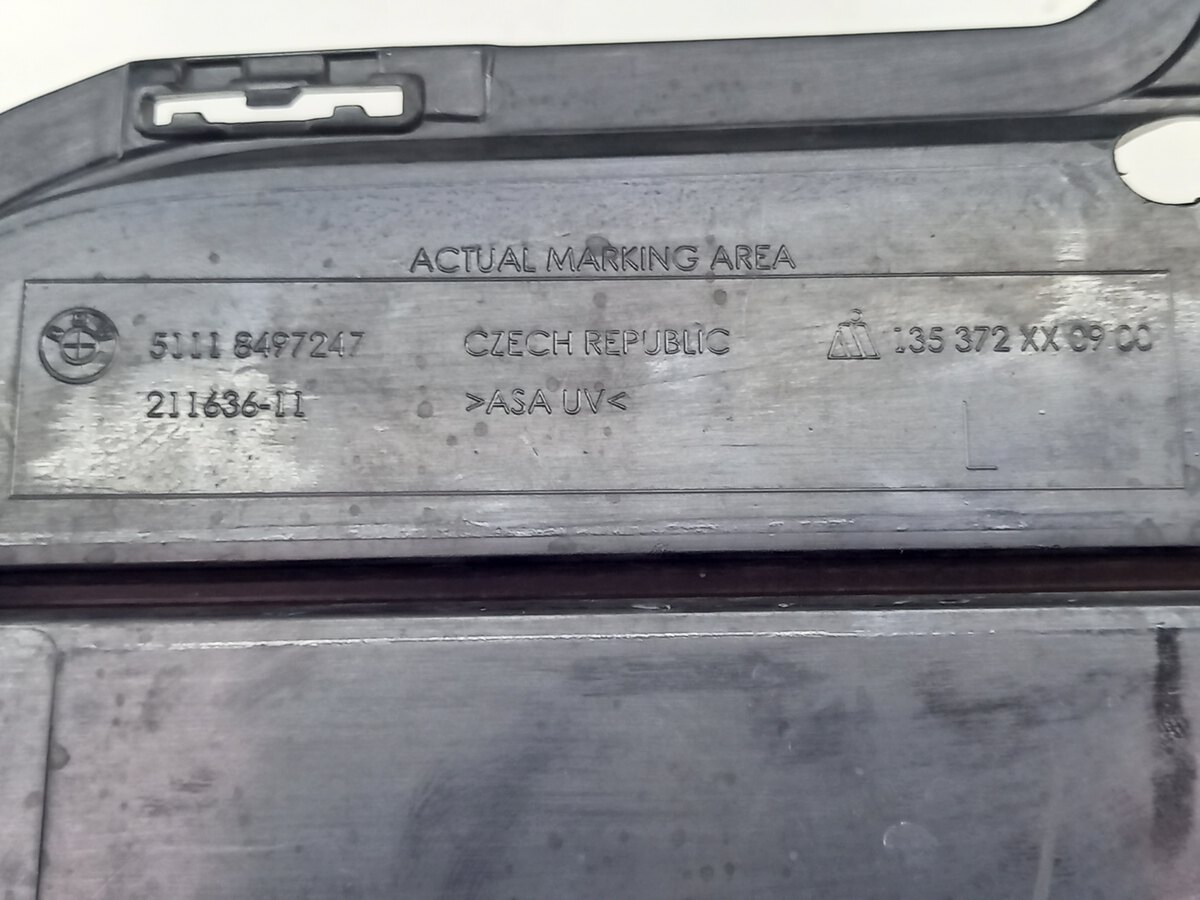 ACTUAL MARKING AREA
5111 8497247 CZECH REPUBLIC 135 372 XX 09 00
211636-11 >ASA UV< L